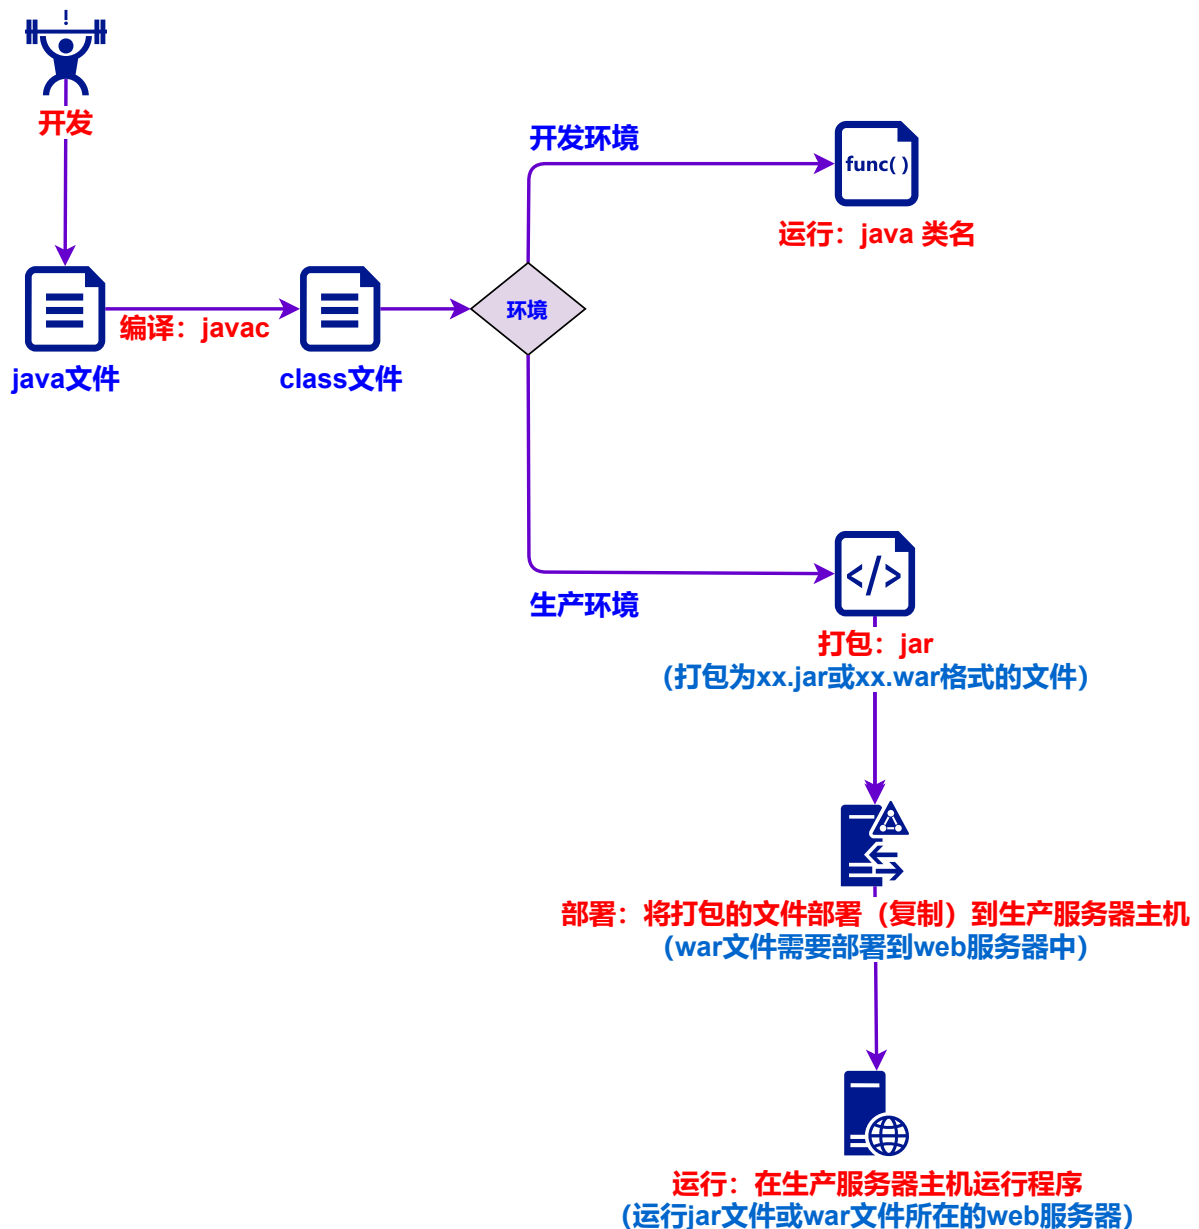 开发
开发环境
func( )
运行：java 类名
环境
编译：javac
java文件
class文件
生产环境
</>
打包：jar
（打包为xx.jar或xx.war格式的文件）
部署：将打包的文件部署（复制）到生产服务器主机
（war文件需要部署到web服务器中）
运行：在生产服务器主机运行程序
（运行jar文件或war文件所在的web服务器）